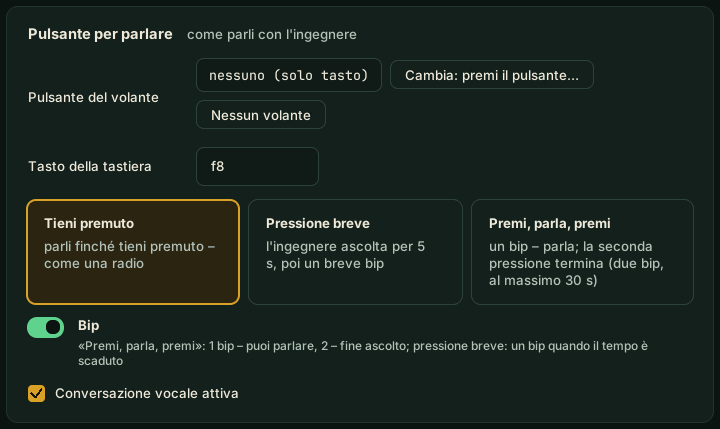 Pulsante per parlare come parli con l'ingegnere
Pulsante del volante
nessuno (solo tasto)
Cambia: premi il pulsante...
Nessun volante
Tasto della tastiera
f8
Tieni premuto
parli finché tieni premuto –
come una radio
Pressione breve
l'ingegnere ascolta per 5
s, poi un breve bip
Premi, parla, premi
un bip – parla; la seconda
pressione termina (due bip,
al massimo 30 s)
Bip
«Premi, parla, premi»: 1 bip – puoi parlare, 2 – fine ascolto; pressione breve: un bip quando il tempo è
scaduto
Conversazione vocale attiva